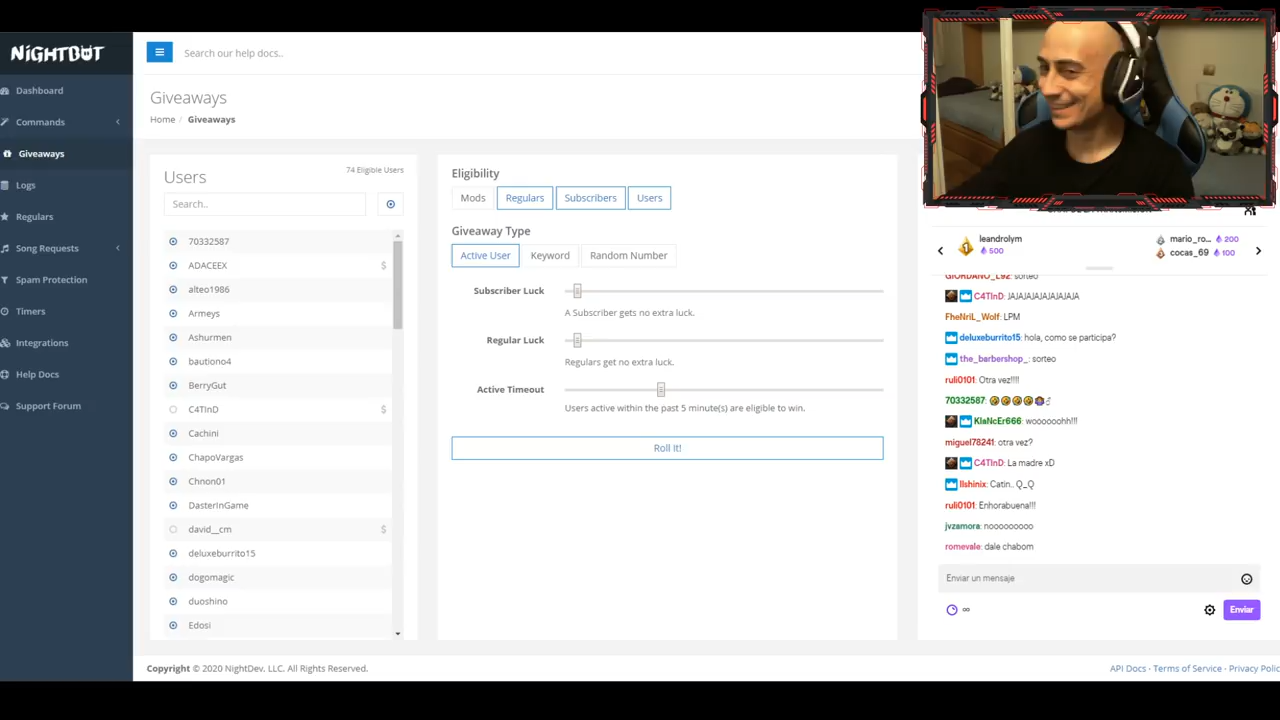 NIGHTBOT
Search our help docs..
Dashboard
Commands
Giveaways
Logs
Regulars
Song Requests
Spam Protection
Timers
Integrations
Help Docs
Support Forum
Giveaways
Home / Giveaways
Users
74 Eligible Users
Search..
70332587
ADACEEX $
alteo1986
Armeys
Ashurmen
bautiono4
BerryGut
C4TInD $
Cachini
ChapoVargas
Chnon01
DasterInGame
david__cm $
deluxeburrito15
dogomagic
duoshino
Edosi
Eligibility
Mods Regulars Subscribers Users
Giveaway Type
Active User Keyword Random Number
Subscriber Luck
A Subscriber gets no extra luck.
Regular Luck
Regulars get no extra luck.
Active Timeout
Users active within the past 5 minute(s) are eligible to win.
Roll It!
1 leandrolym
500
mario_ro... 200
cocas_69 100
GIORDANO_L92: sorteo
C4TInD: JAJAJAJAJAJAJAJA
FheNriL_Wolf: LPM
deluxeburrito15: hola, como se participa?
the_barbershop_: sorteo
ruli0101: Otra vez!!!!
70332587: 🤣🤣🤣🤣🤷‍♂
KlaNcEr666: woooooohh!!!
miguel78241: otra vez?
C4TInD: La madre xD
Ilshinix: Catin.. Q_Q
ruli0101: Enhorabuena!!!
jvzamora: nooooooooo
romevale: dale chabom
Enviar un mensaje
∞
Enviar
Copyright © 2020 NightDev, LLC. All Rights Reserved.
API Docs - Terms of Service - Privacy Polic